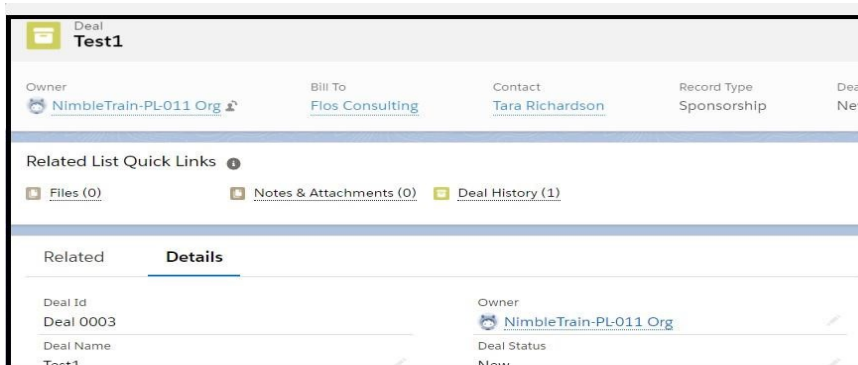 Deal
Test1
Owner Bill To Contact Record Type
NimbleTrain-PL-011 Org Flos Consulting Tara Richardson Sponsorship
Related List Quick Links
Files (0) Notes & Attachments (0) Deal History (1)
Related Details
Deal Id Owner
Deal 0003 NimbleTrain-PL-011 Org
Deal Name Deal Status
Test1 New